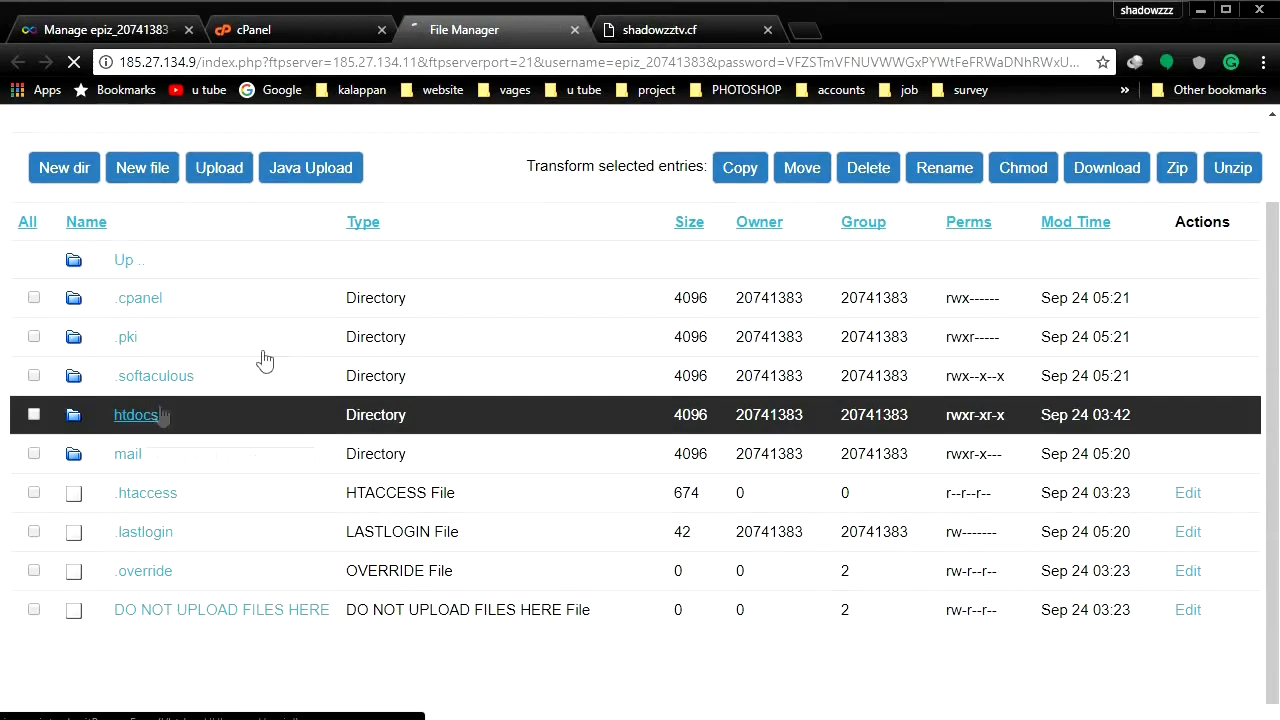 shadowzzz
Manage epiz_20741383
cPanel
File Manager
shadowzztv.cf
185.27.134.9/index.php?ftpserver=185.27.134.11&ftpserverport=21&username=epiz_20741383&password=VFZSTmVFNUVWWGxPYWtFeFRWaDNhRWxU...
Apps
Bookmarks
u tube
Google
kalappan
website
vages
u tube
project
PHOTOSHOP
accounts
job
survey
»
Other bookmarks
New dir
New file
Upload
Java Upload
Transform selected entries:
Copy
Move
Delete
Rename
Chmod
Download
Zip
Unzip
All Name Type Size Owner Group Perms Mod Time Actions
Up ..
.cpanel Directory 4096 20741383 20741383 rwx------ Sep 24 05:21
.pki Directory 4096 20741383 20741383 rwxr----- Sep 24 05:21
.softaculous Directory 4096 20741383 20741383 rwx--x--x Sep 24 05:21
htdocs Directory 4096 20741383 20741383 rwxr-xr-x Sep 24 03:42
mail Directory 4096 20741383 20741383 rwxr-x--- Sep 24 05:20
.htaccess HTACCESS File 674 0 0 r--r--r-- Sep 24 03:23 Edit
.lastlogin LASTLOGIN File 42 20741383 20741383 rw------- Sep 24 05:20 Edit
.override OVERRIDE File 0 0 2 rw-r--r-- Sep 24 03:23 Edit
DO NOT UPLOAD FILES HERE DO NOT UPLOAD FILES HERE File 0 0 2 rw-r--r-- Sep 24 03:23 Edit